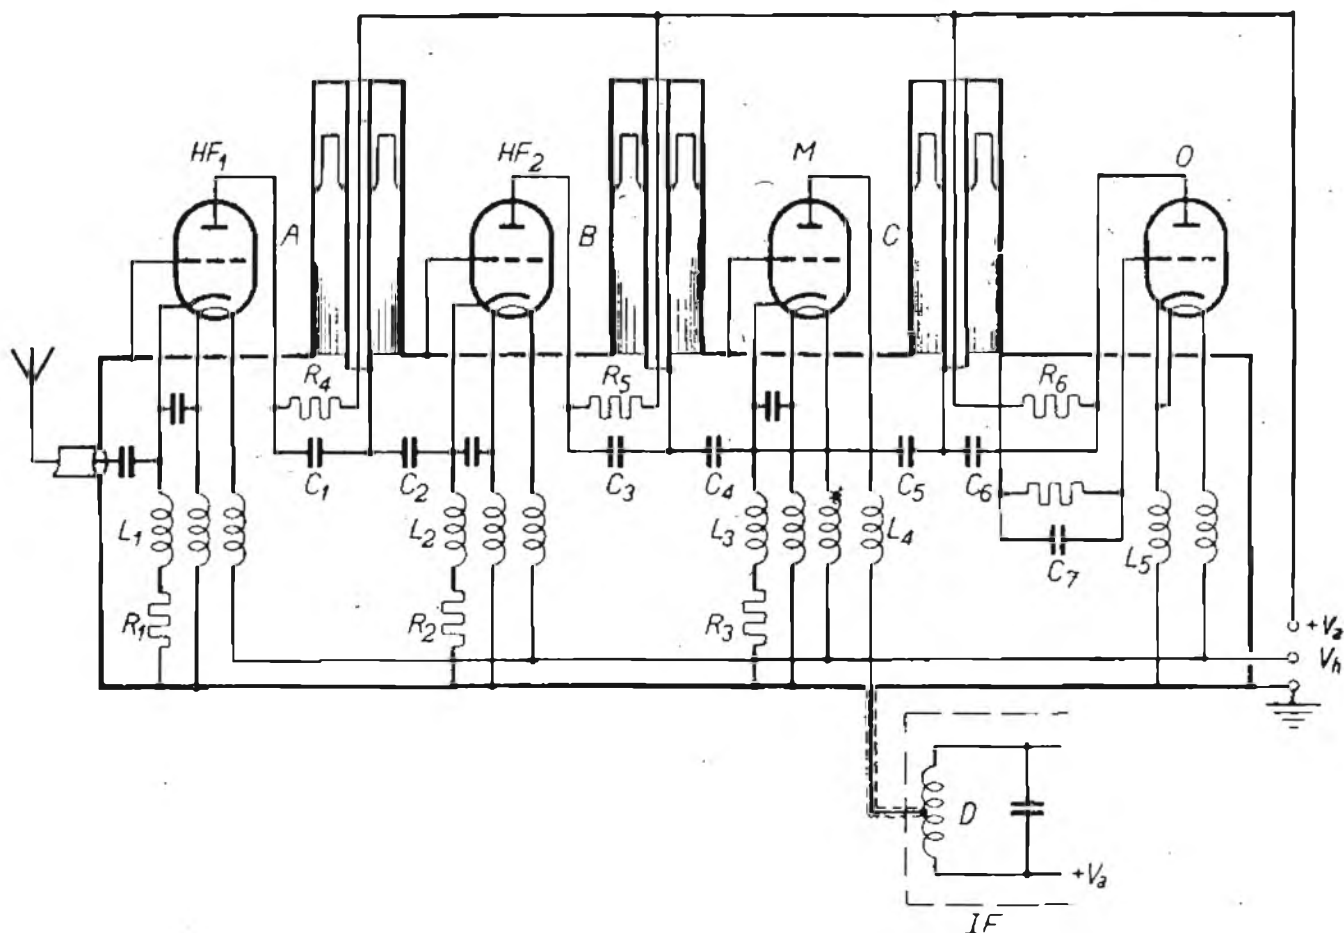 HF₁
A
HF₂
B
M
C
O
R₄
R₅
R₆
C₁
C₂
C₃
C₄
C₅
C₆
L₁
L₂
L₃
L₄
C₇
L₅
R₁
R₂
R₃
+Va
Vh
D
+Va
IF